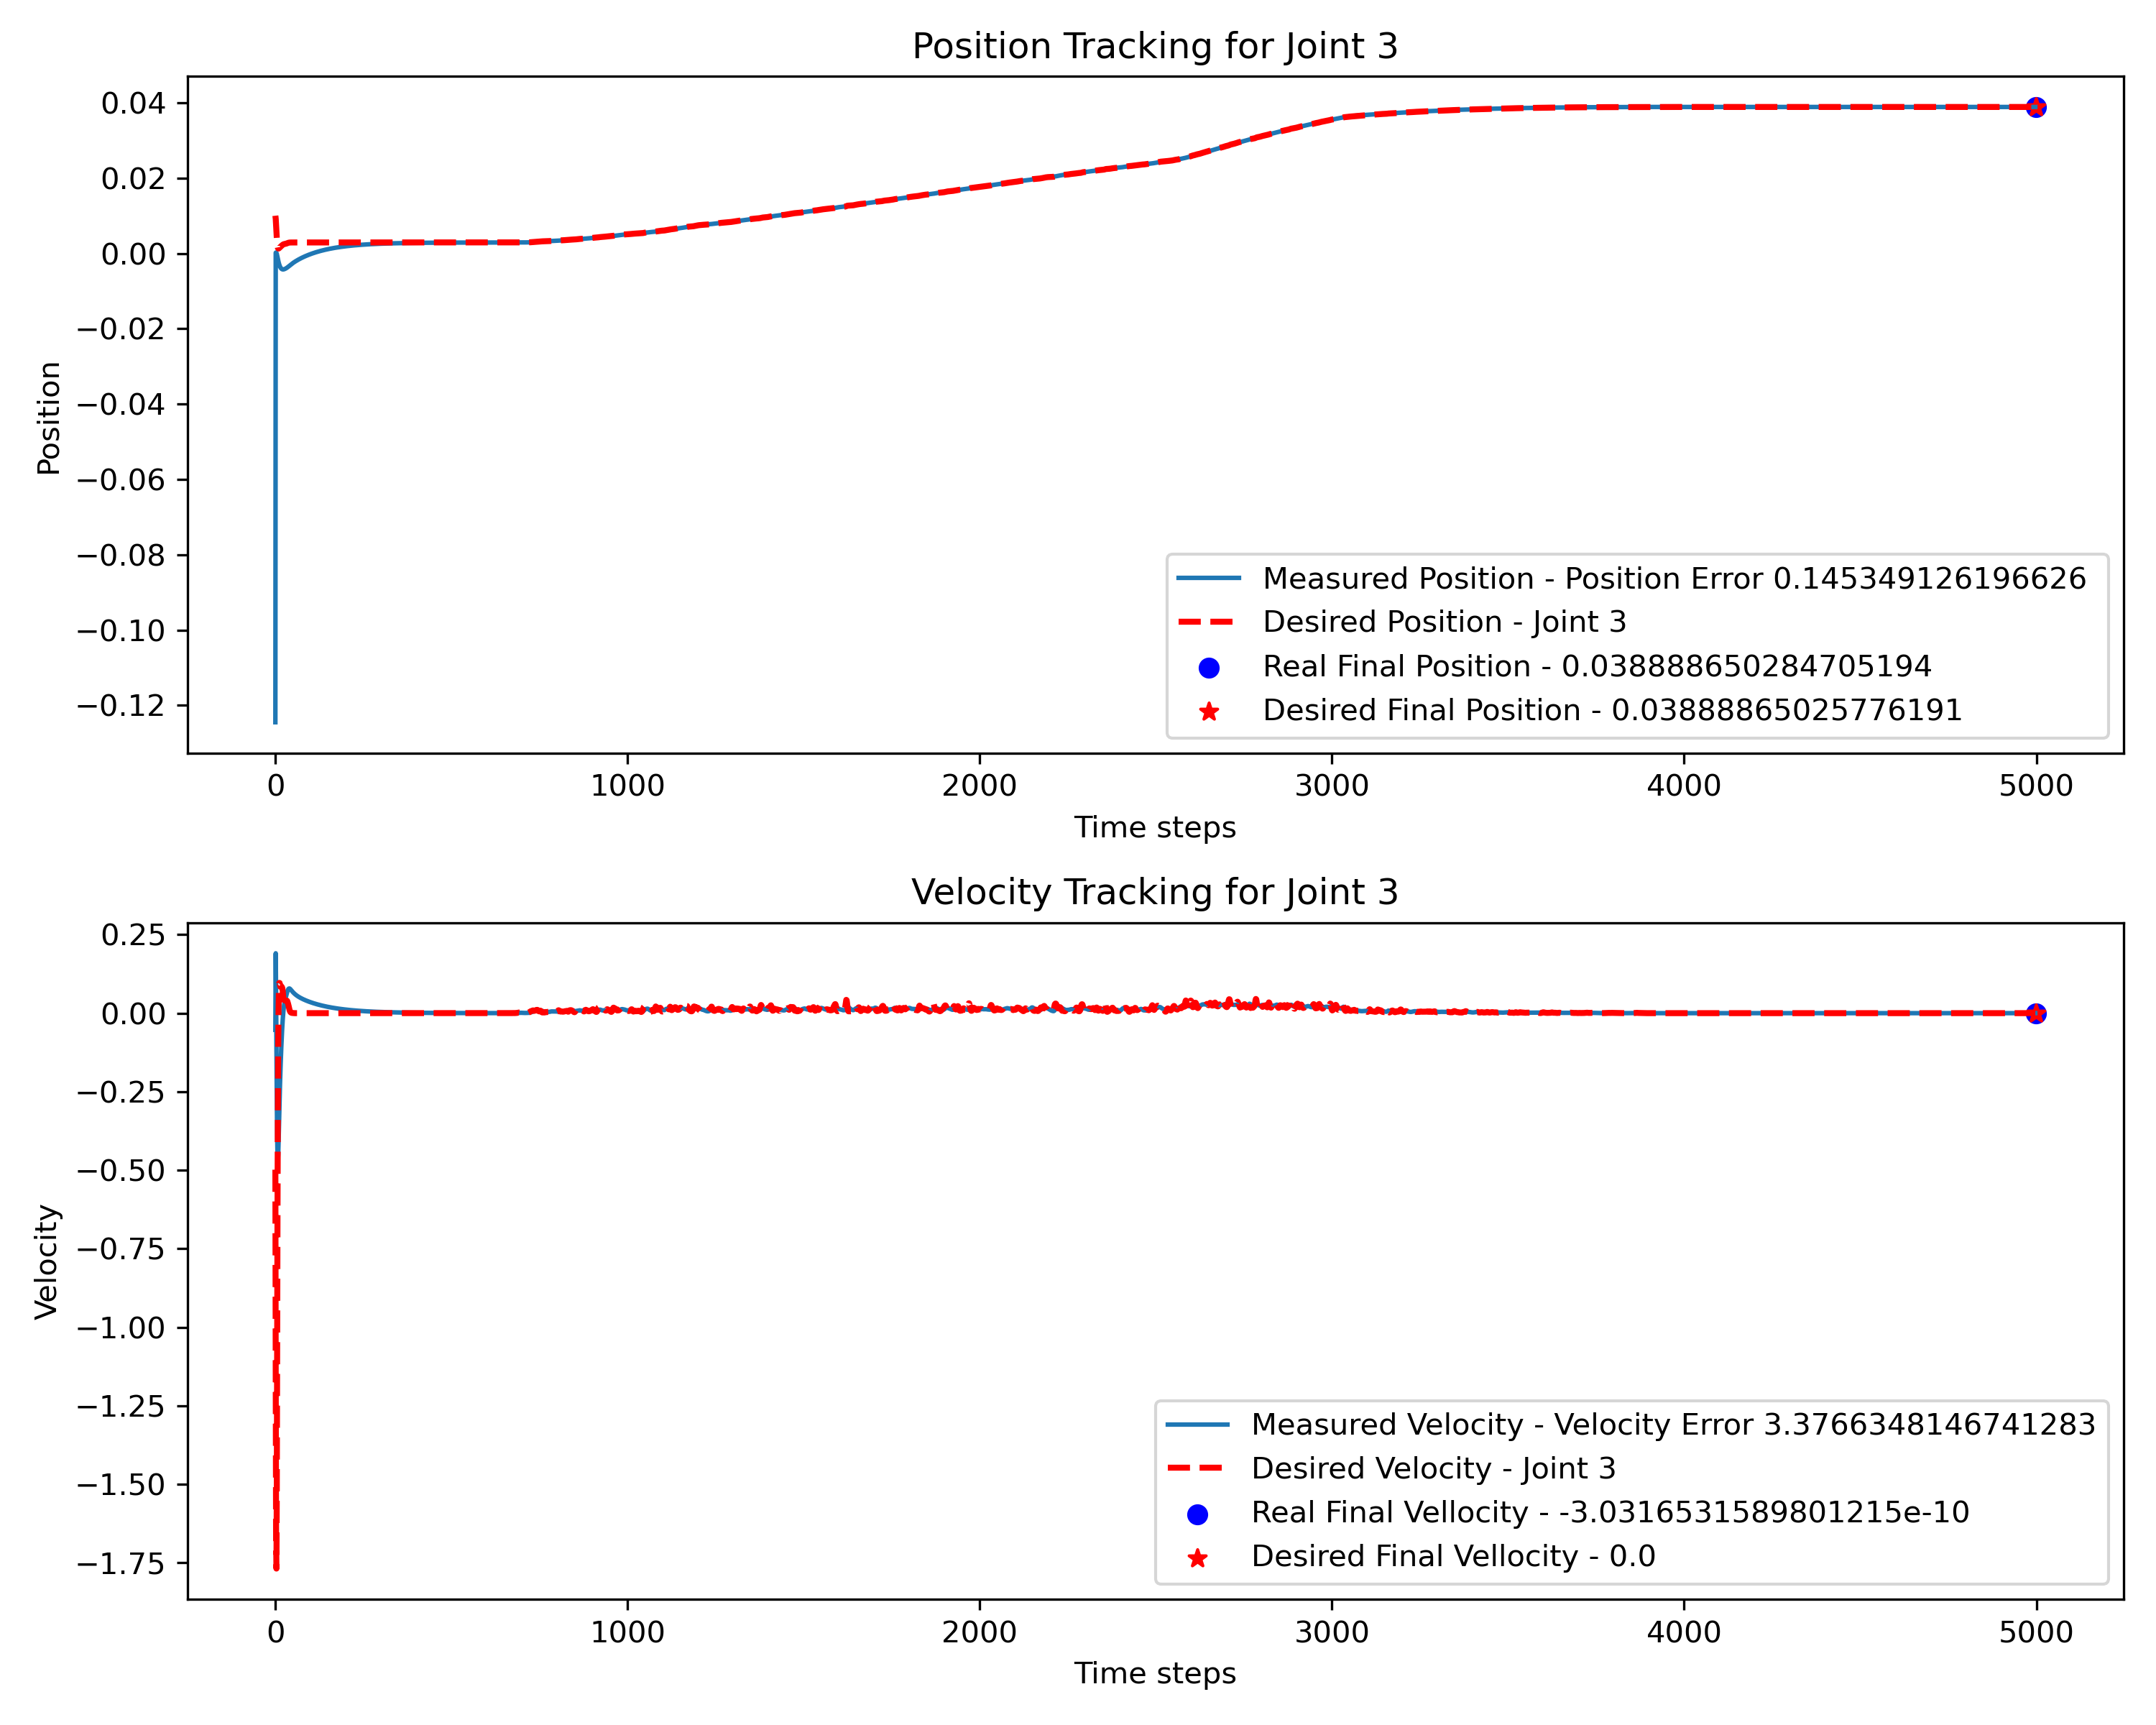 Position Tracking for Joint 3
0.04
0.02
0.00
−0.02
−0.04
−0.06
−0.08
−0.10
−0.12
Position
Measured Position - Position Error 0.145349126196626
Desired Position - Joint 3
Real Final Position - 0.038888650284705194
Desired Final Position - 0.03888865025776191
0 1000 2000 3000 4000 5000
Time steps
Velocity Tracking for Joint 3
0.25
0.00
−0.25
−0.50
−0.75
−1.00
−1.25
−1.50
−1.75
Velocity
Measured Velocity - Velocity Error 3.3766348146741283
Desired Velocity - Joint 3
Real Final Vellocity - -3.0316531589801215e-10
Desired Final Vellocity - 0.0
0 1000 2000 3000 4000 5000
Time steps